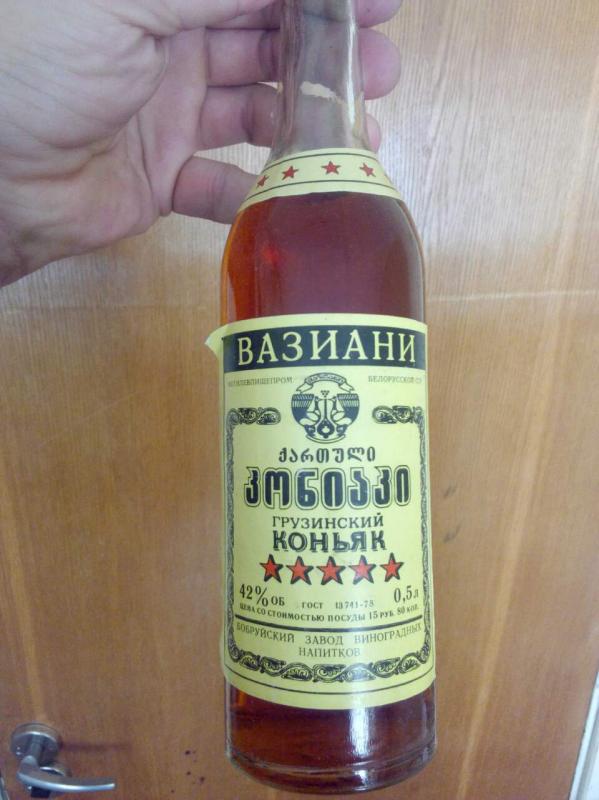 ВАЗИАНИ
БЕЛОРУССКОЙ ССР
ქართული
კონიაკი
ГРУЗИНСКИЙ
КОНЬЯК
42% ОБ ГОСТ 13741-78 0,5 л
ЦЕНА СО СТОИМОСТЬЮ ПОСУДЫ 15 РУБ. 80 КОП.
БОБРУЙСКИЙ ЗАВОД ВИНОГРАДНЫХ
НАПИТКОВ